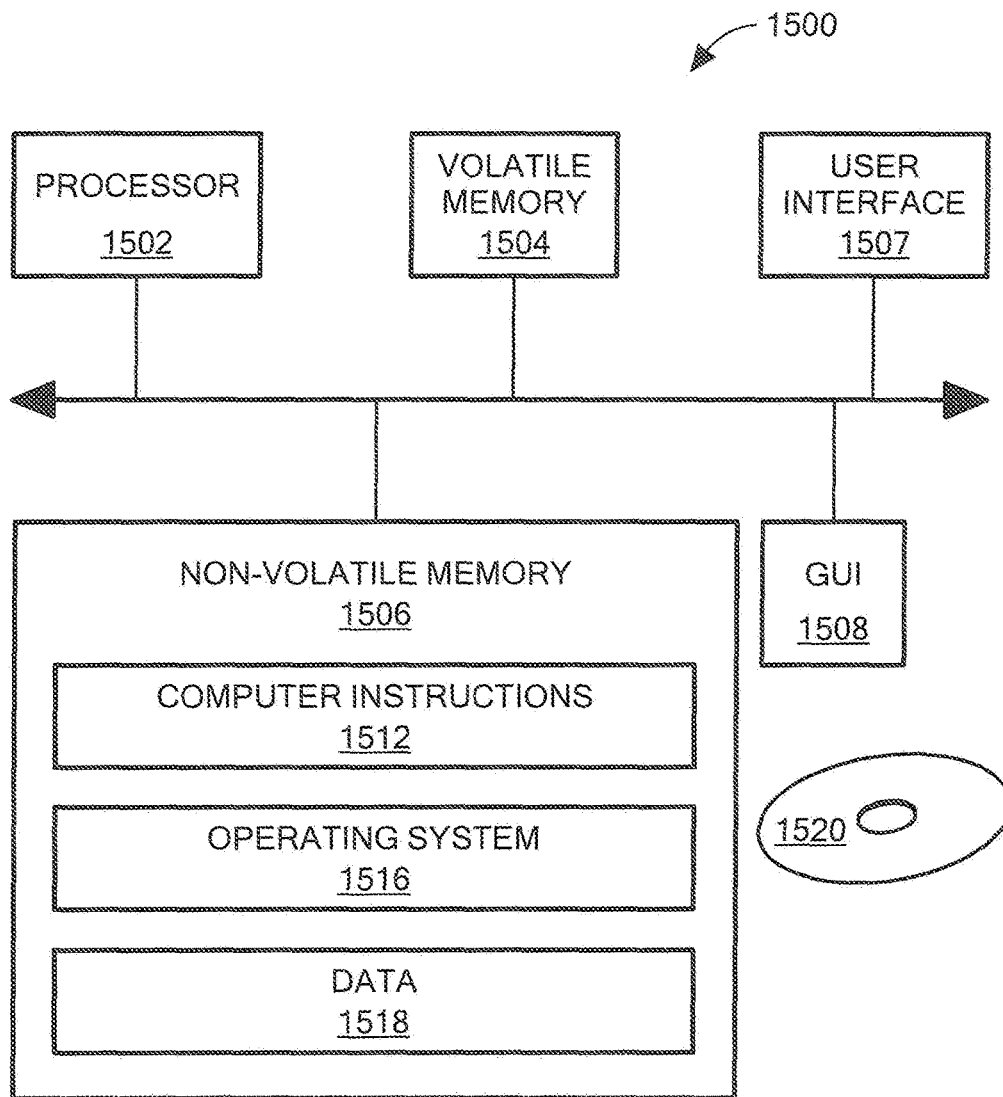 1500
PROCESSOR
1502
VOLATILE
MEMORY
1504
USER
INTERFACE
1507
NON-VOLATILE MEMORY
1506
GUI
1508
COMPUTER INSTRUCTIONS
1512
OPERATING SYSTEM
1516
1520
DATA
1518